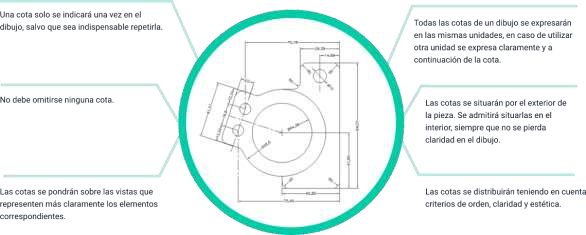 Una cota solo se indicará una vez en el
dibujo, salvo que sea indispensable repetirla.
No debe omitirse ninguna cota.
Las cotas se pondrán sobre las vistas que
representen más claramente los elementos
correspondientes.
Todas las cotas de un dibujo se expresarán
en las mismas unidades, en caso de utilizar
otra unidad se expresa claramente y a
continuación de la cota.
Las cotas se situarán por el exterior de
la pieza. Se admitirá situarlas en el
interior, siempre que no se pierda
claridad en el dibujo.
Las cotas se distribuirán teniendo en cuenta
criterios de orden, claridad y estética.